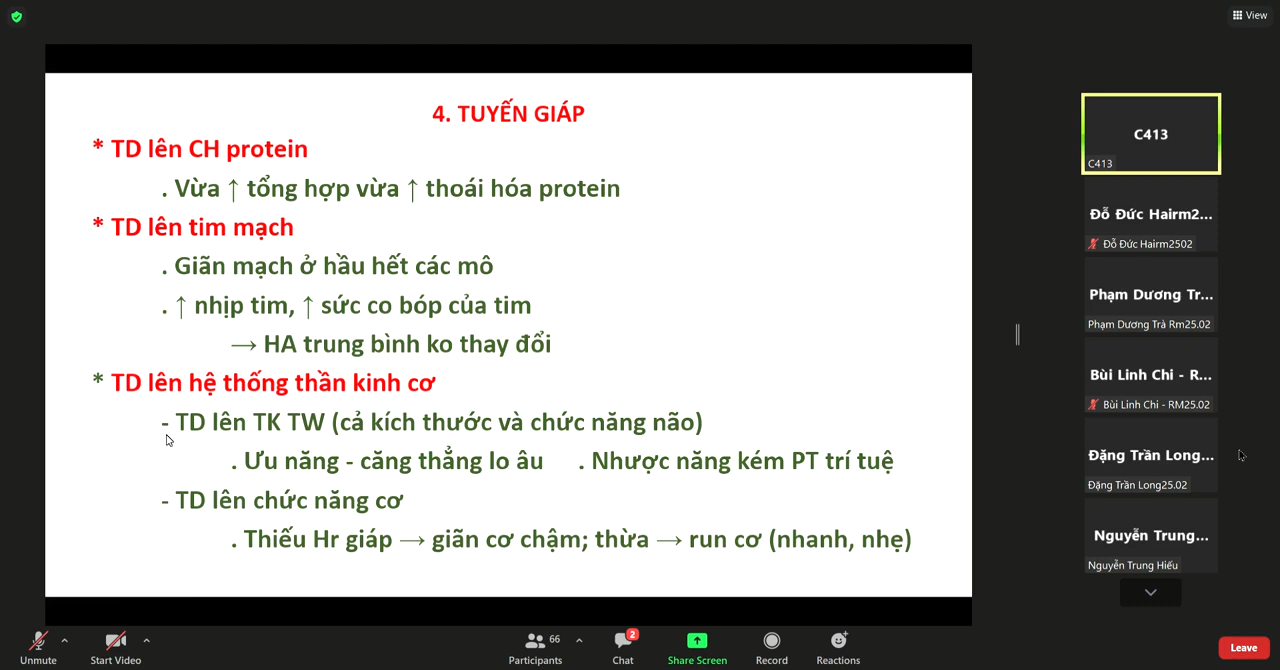 View
4. TUYẾN GIÁP
* TD lên CH protein
. Vừa ↑ tổng hợp vừa ↑ thoái hóa protein
* TD lên tim mạch
. Giãn mạch ở hầu hết các mô
. ↑ nhịp tim, ↑ sức co bóp của tim
→ HA trung bình ko thay đổi
* TD lên hệ thống thần kinh cơ
- TD lên TK TW (cả kích thước và chức năng não)
. Ưu năng - căng thẳng lo âu . Nhược năng kém PT trí tuệ
- TD lên chức năng cơ
. Thiếu Hr giáp → giãn cơ chậm; thừa → run cơ (nhanh, nhẹ)
C413
C413
Đỗ Đức Hairm2...
Đỗ Đức Hairm2502
Phạm Dương Tr...
Phạm Dương Trà Rm25.02
Bùi Linh Chi - R...
Bùi Linh Chi - RM25.02
Đặng Trần Long...
Đặng Trần Long25.02
Nguyễn Trung...
Nguyễn Trung Hiếu
Unmute
Start Video
66
Participants
2
Chat
Share Screen
Record
Reactions
Leave